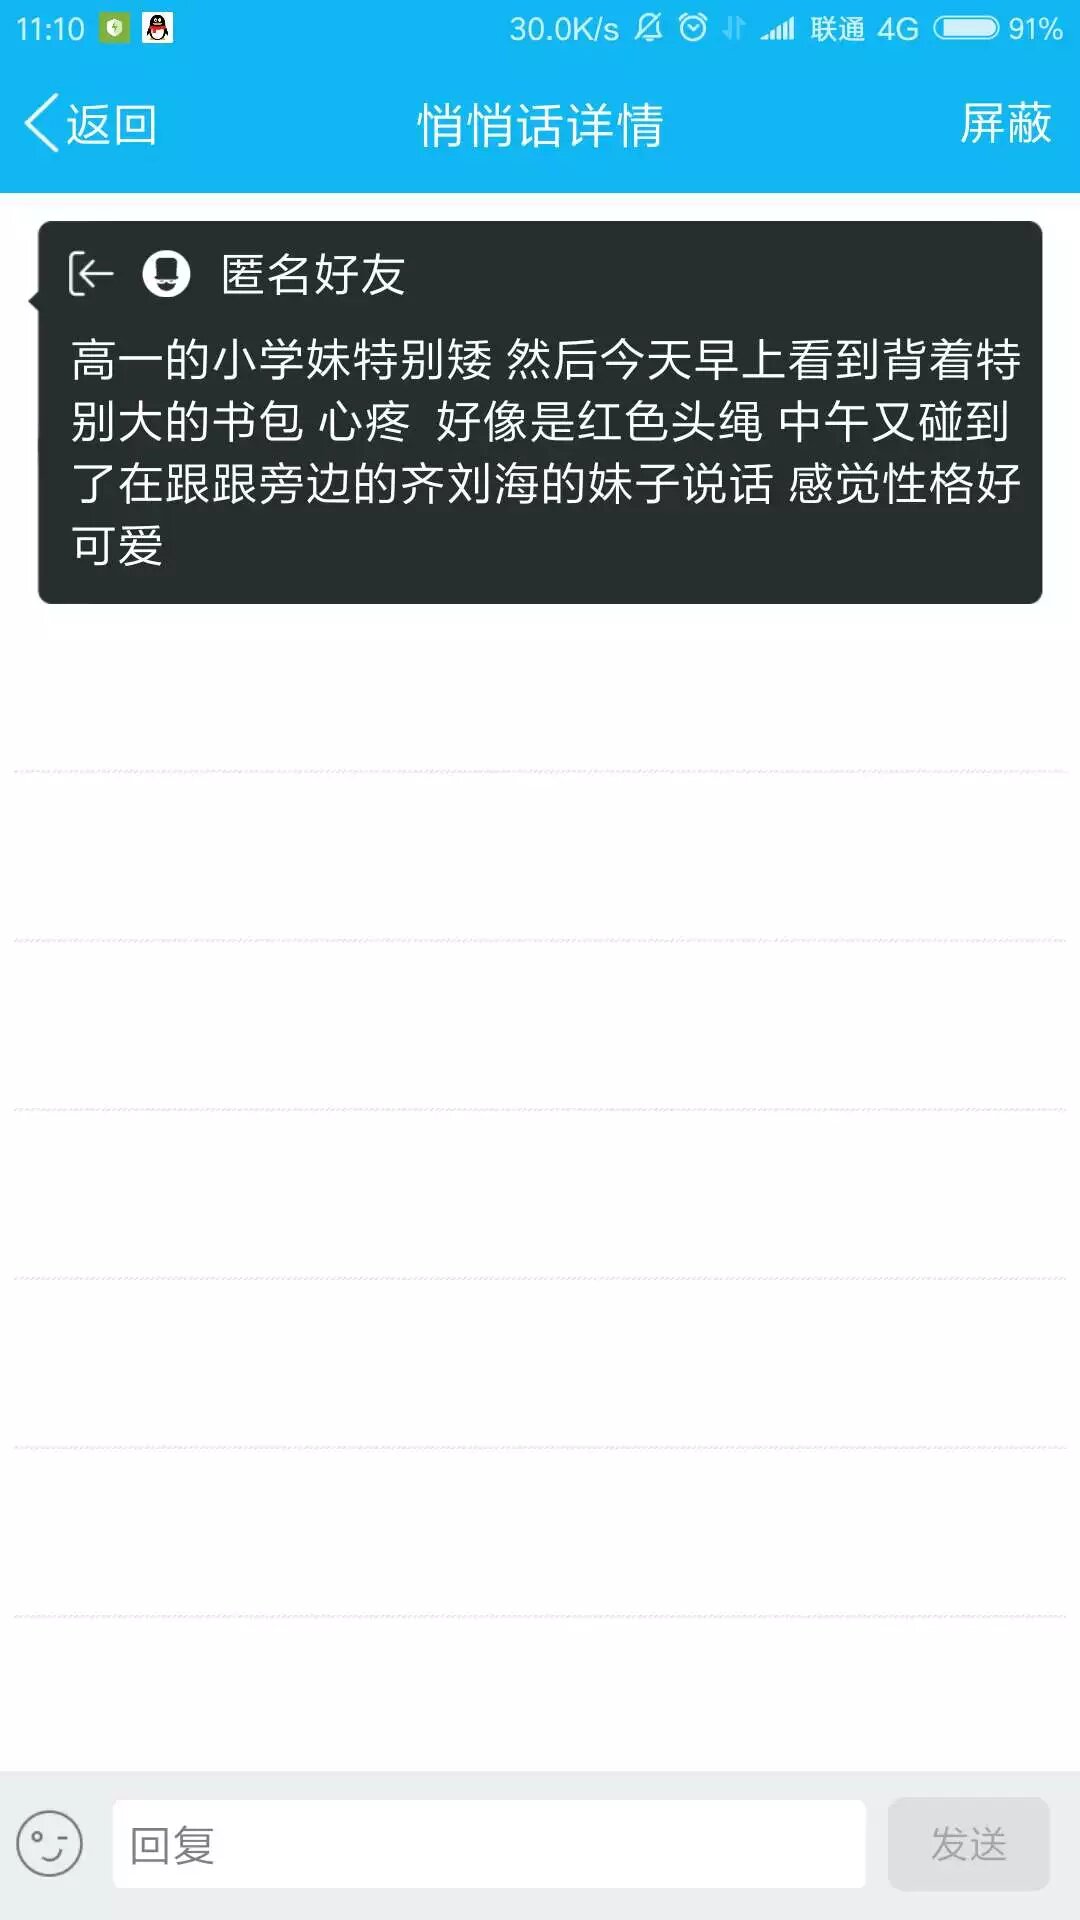 11:10 30.0K/s 联通 4G 91%
返回 悄悄话详情 屏蔽
匿名好友
高一的小学妹特别矮 然后今天早上看到背着特
别大的书包 心疼  好像是红色头绳 中午又碰到
了在跟跟旁边的齐刘海的妹子说话 感觉性格好
可爱
回复 发送